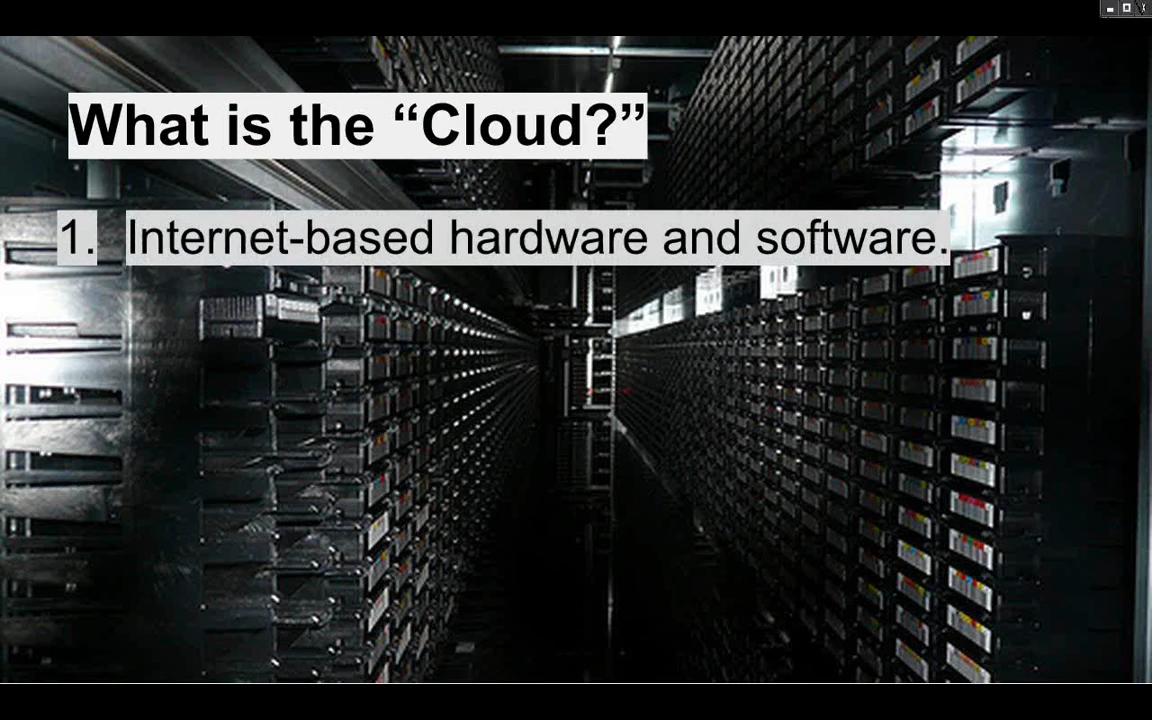 What is the “Cloud?”
1. Internet-based hardware and software.